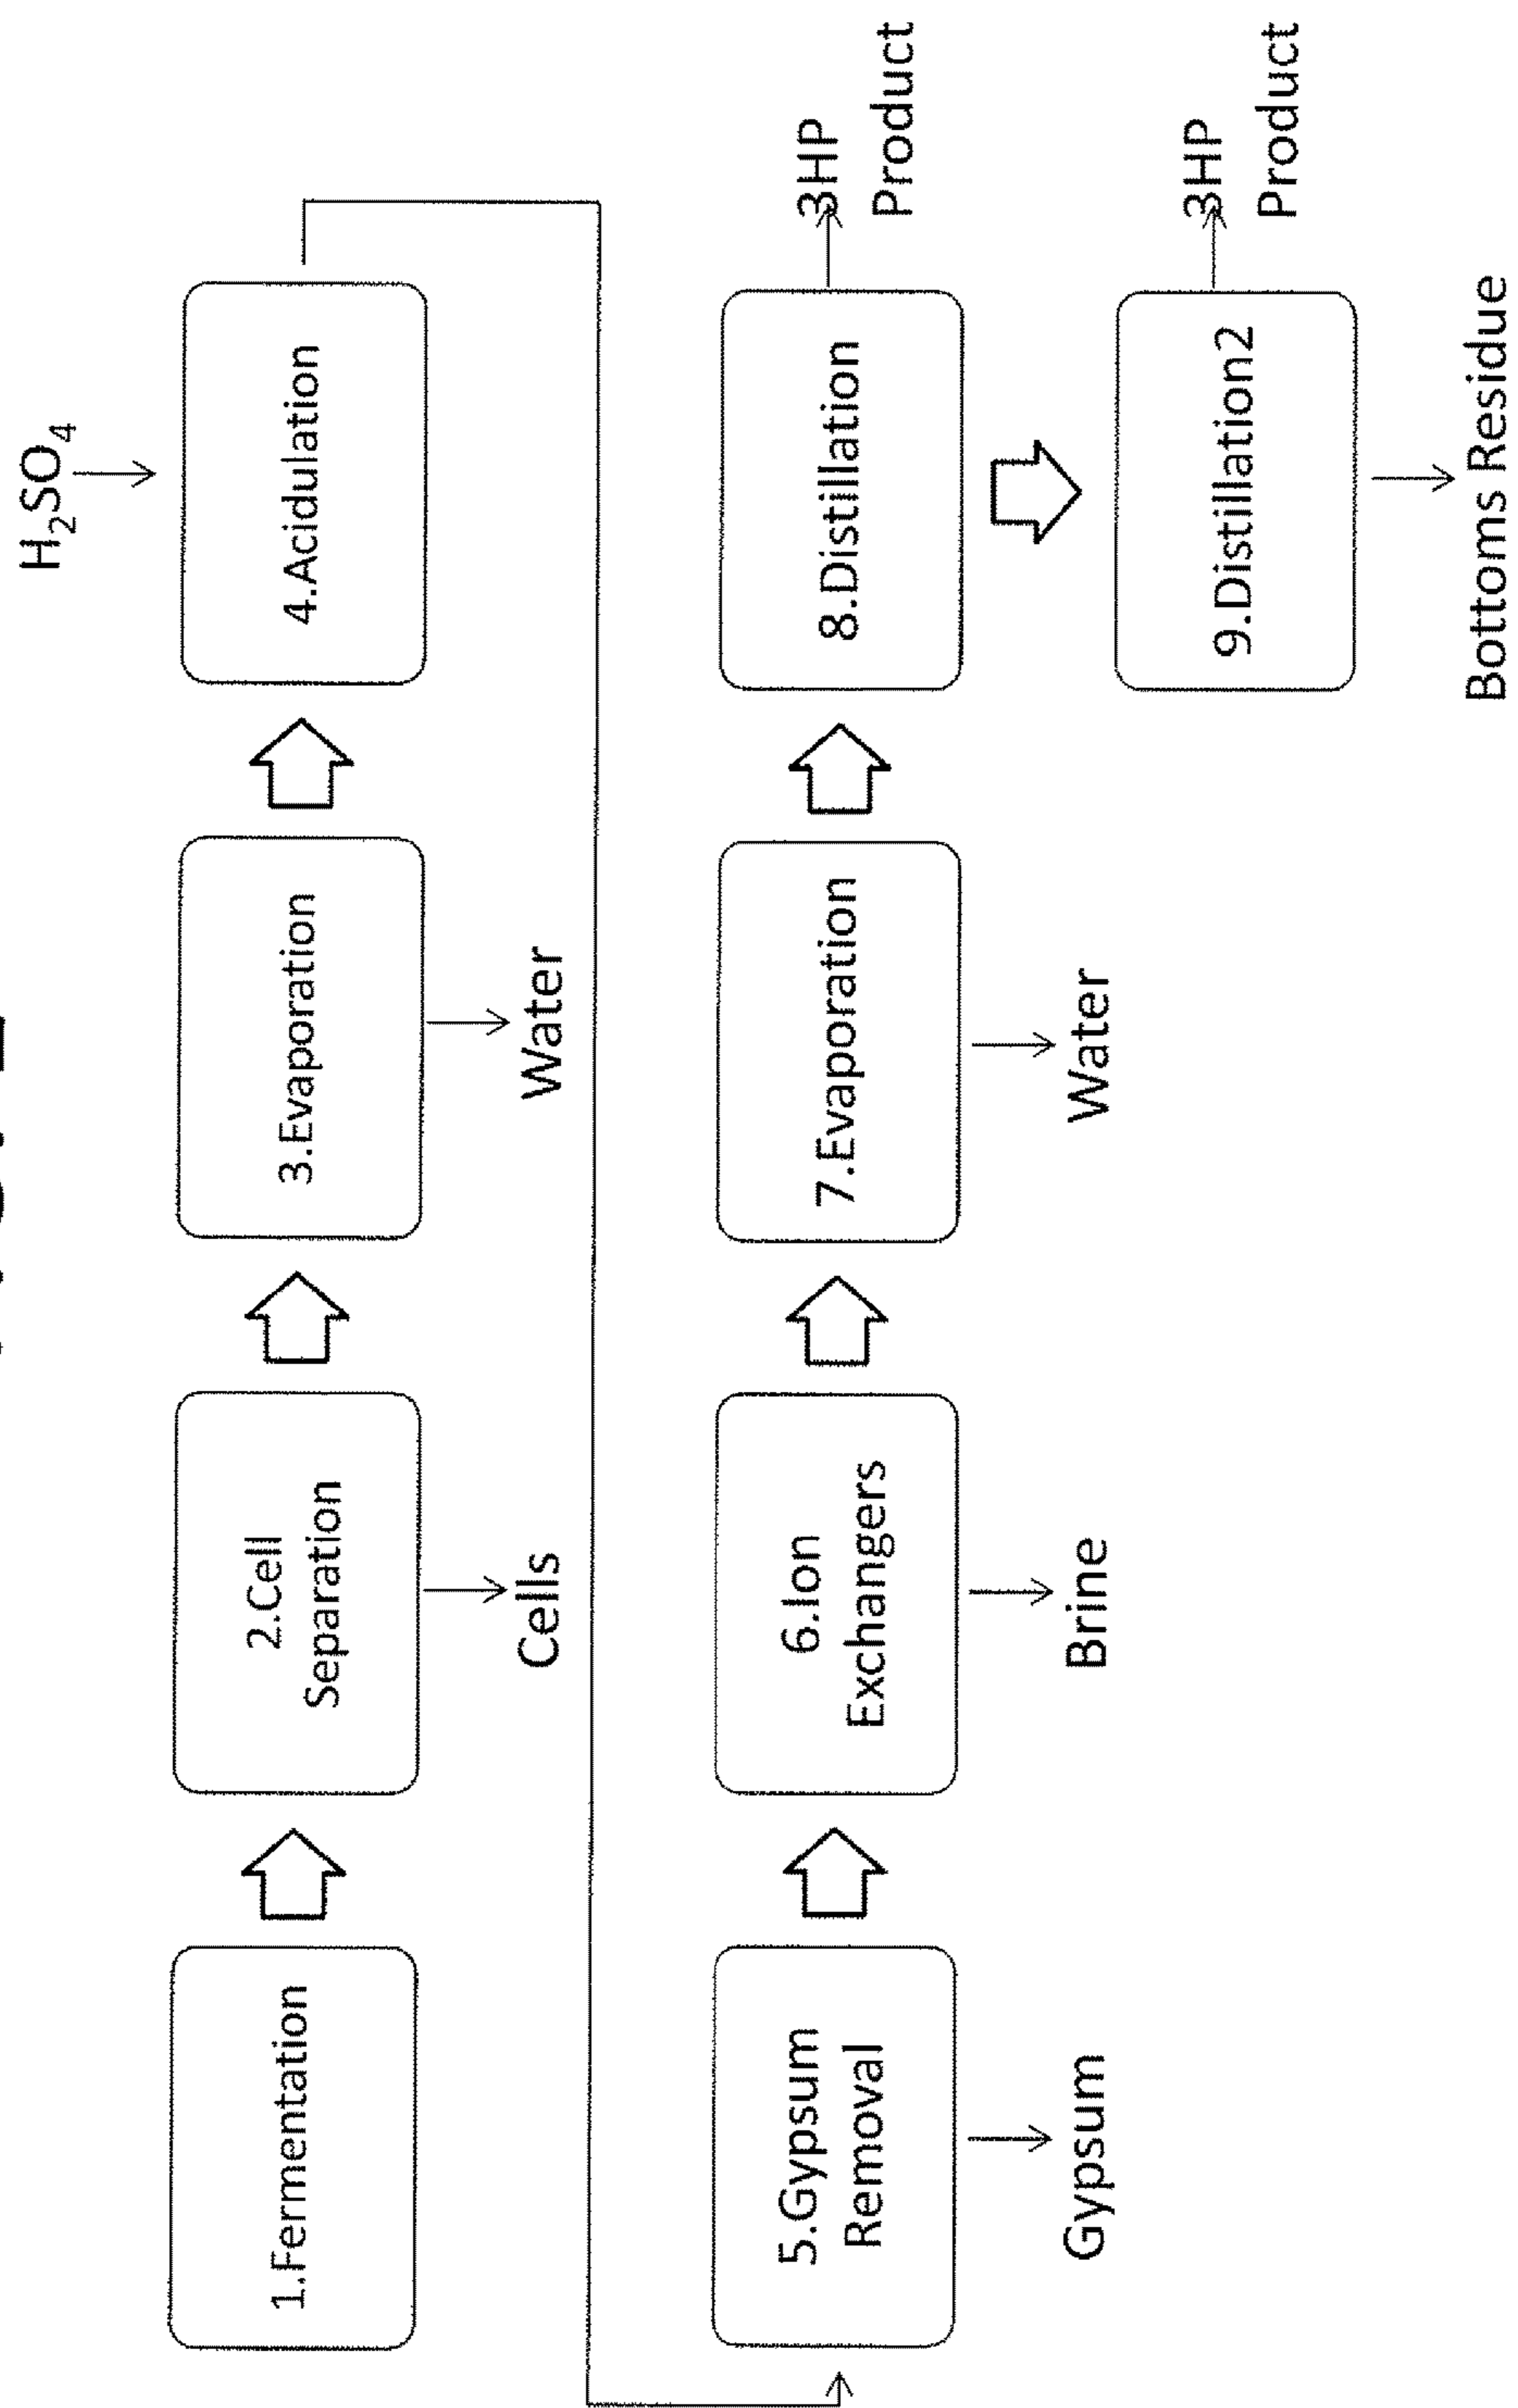 H₂SO₄
1.Fermentation
2.Cell
Separation
3.Evaporation
4.Acidulation
Cells
Water
5.Gypsum
Removal
6.Ion
Exchangers
7.Evaporation
8.Distillation
3HP
Product
Gypsum
Brine
Water
9.Distillation2
3HP
Product
Bottoms Residue